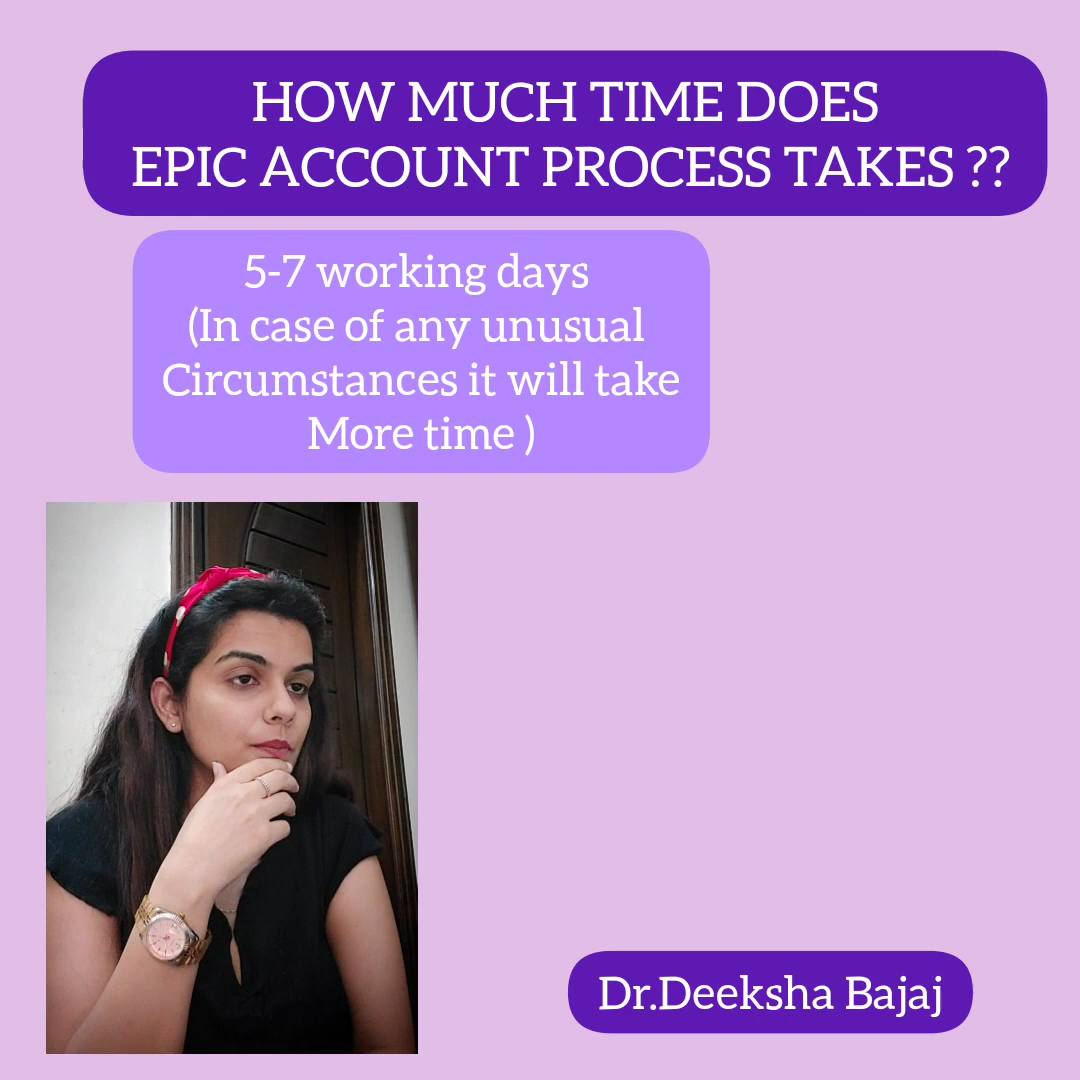 HOW MUCH TIME DOES
EPIC ACCOUNT PROCESS TAKES ??
5-7 working days
(In case of any unusual
Circumstances it will take
More time )
Dr.Deeksha Bajaj